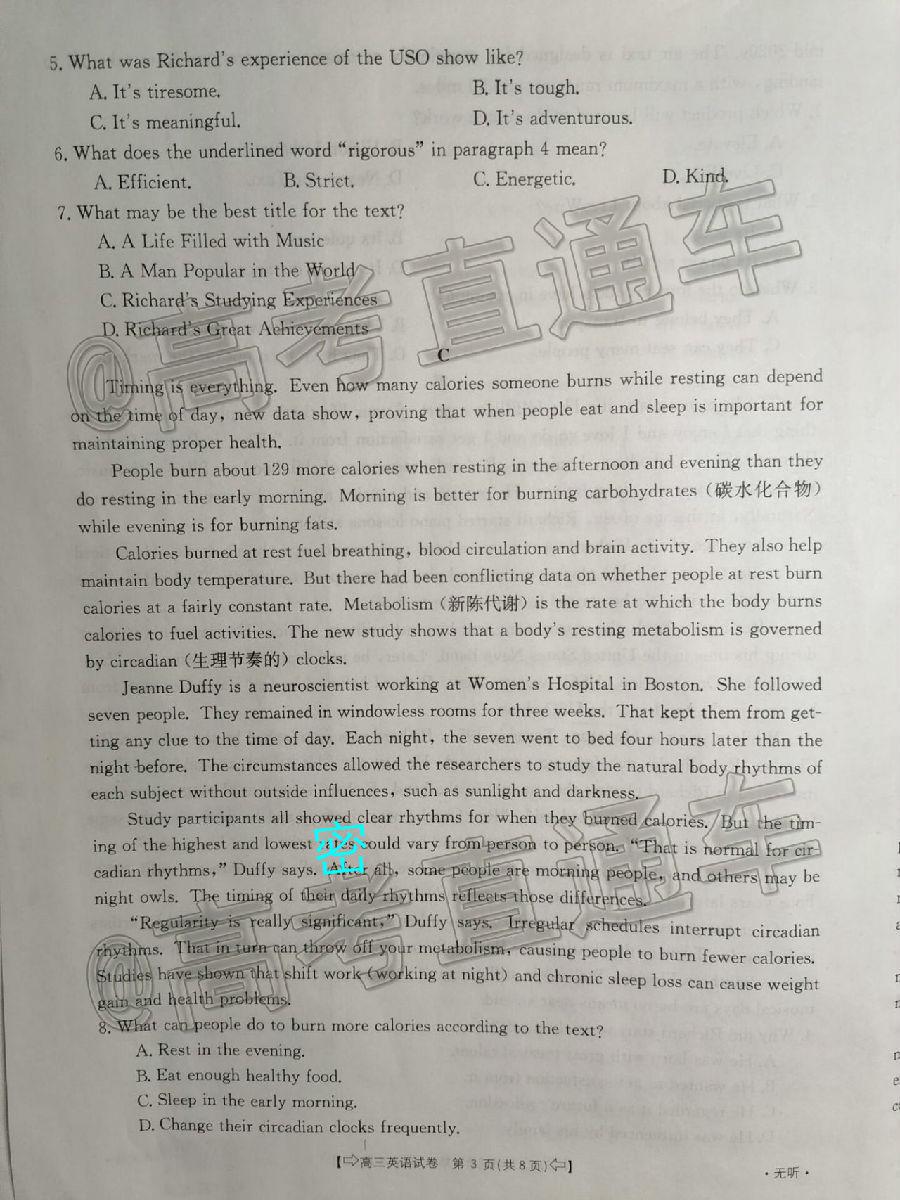 5. What was Richard's experience of the USO show like?
A. It's tiresome. B. It's tough.
C. It's meaningful. D. It's adventurous.
6. What does the underlined word "rigorous" in paragraph 4 mean?
A. Efficient. B. Strict. C. Energetic. D. Kind.
7. What may be the best title for the text?
A. A Life Filled with Music
B. A Man Popular in the World
C. Richard's Studying Experiences
D. Richard's Great Achievements
@高考直通车
C
Timing is everything. Even how many calories someone burns while resting can depend
on the time of day, new data show, proving that when people eat and sleep is important for
maintaining proper health.
People burn about 129 more calories when resting in the afternoon and evening than they
do resting in the early morning. Morning is better for burning carbohydrates (碳水化合物)
while evening is for burning fats.
Calories burned at rest fuel breathing, blood circulation and brain activity. They also help
maintain body temperature. But there had been conflicting data on whether people at rest burn
calories at a fairly constant rate. Metabolism (新陈代谢) is the rate at which the body burns
calories to fuel activities. The new study shows that a body's resting metabolism is governed
by circadian (生理节奏的) clocks.
Jeanne Duffy is a neuroscientist working at Women's Hospital in Boston. She followed
seven people. They remained in windowless rooms for three weeks. That kept them from get-
ting any clue to the time of day. Each night, the seven went to bed four hours later than the
night before. The circumstances allowed the researchers to study the natural body rhythms of
each subject without outside influences, such as sunlight and darkness.
Study participants all showed clear rhythms for when they burned calories. But the tim-
ing of the highest and lowest rates could vary from person to person. "That is normal for cir-
cadian rhythms," Duffy says. After all, some people are morning people, and others may be
night owls. The timing of their daily rhythms reflects those differences.
密
@高考直通车
"Regularity is really significant," Duffy says. Irregular schedules interrupt circadian
rhythms. That in turn can throw off your metabolism, causing people to burn fewer calories.
Studies have shown that shift work (working at night) and chronic sleep loss can cause weight
gain and health problems.
8. What can people do to burn more calories according to the text?
A. Rest in the evening.
B. Eat enough healthy food.
C. Sleep in the early morning.
D. Change their circadian clocks frequently.
【⇨高三英语试卷 第 3 页(共 8 页)⇦】
·无听·